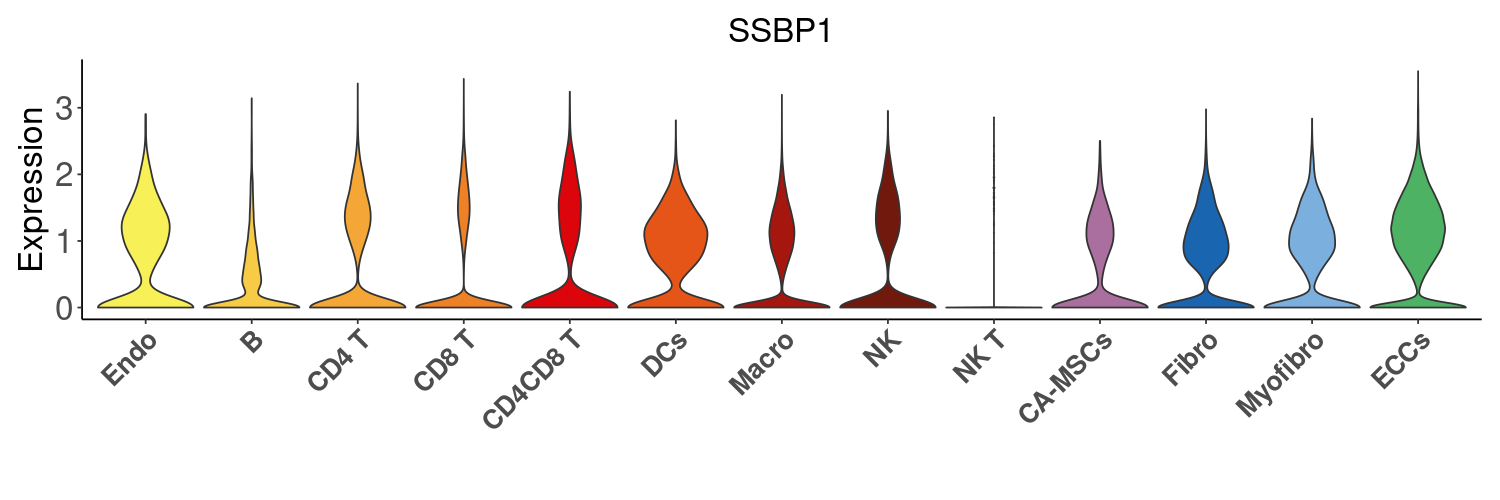 SSBP1
Expression
3
2
1
0
Endo
B
CD4 T
CD8 T
CD4CD8 T
DCs
Macro
NK
NK T
CA-MSCs
Fibro
Myofibro
ECCs